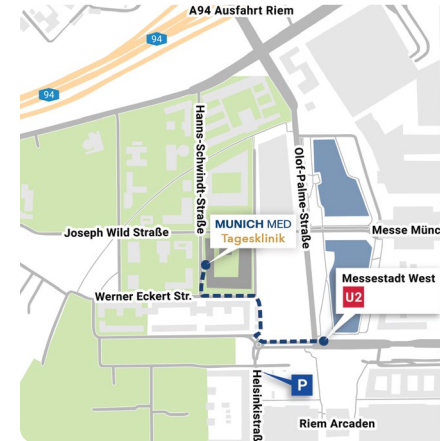 A94 Ausfahrt Riem
94
94
Hanns-Schwindt-Straße
Olof-Palme-Straße
MUNICH MED
Tagesklinik
Joseph Wild Straße
Messe Münc
Messestadt West
U2
Werner Eckert Str.
P
Helsinkistraß
Riem Arcaden